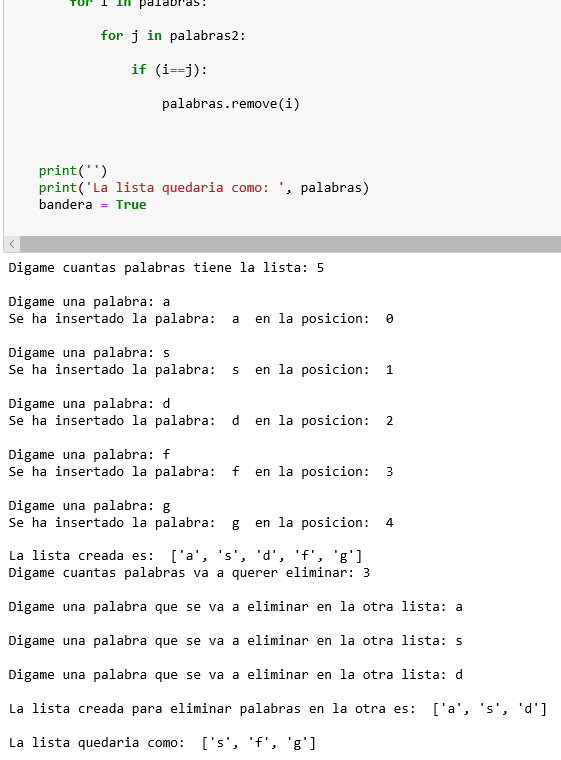 for i in palabras:
for j in palabras2:
if (i==j):
palabras.remove(i)
print('')
print('La lista quedaria como: ', palabras)
bandera = True
Digame cuantas palabras tiene la lista: 5
Digame una palabra: a
Se ha insertado la palabra:  a  en la posicion:  0
Digame una palabra: s
Se ha insertado la palabra:  s  en la posicion:  1
Digame una palabra: d
Se ha insertado la palabra:  d  en la posicion:  2
Digame una palabra: f
Se ha insertado la palabra:  f  en la posicion:  3
Digame una palabra: g
Se ha insertado la palabra:  g  en la posicion:  4
La lista creada es:  ['a', 's', 'd', 'f', 'g']
Digame cuantas palabras va a querer eliminar: 3
Digame una palabra que se va a eliminar en la otra lista: a
Digame una palabra que se va a eliminar en la otra lista: s
Digame una palabra que se va a eliminar en la otra lista: d
La lista creada para eliminar palabras en la otra es:  ['a', 's', 'd']
La lista quedaria como:  ['s', 'f', 'g']